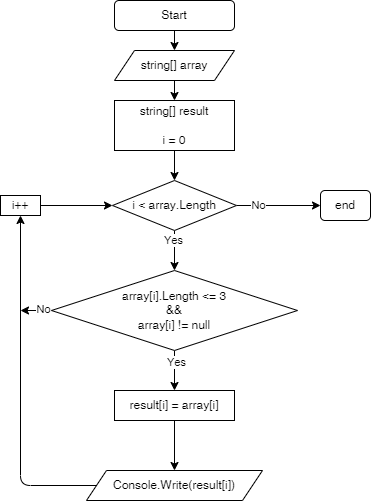 Start
string[] array
string[] result
i = 0
i++
i < array.Length
No
end
Yes
array[i].Length <= 3
&&
array[i] != null
No
Yes
result[i] = array[i]
Console.Write(result[i])